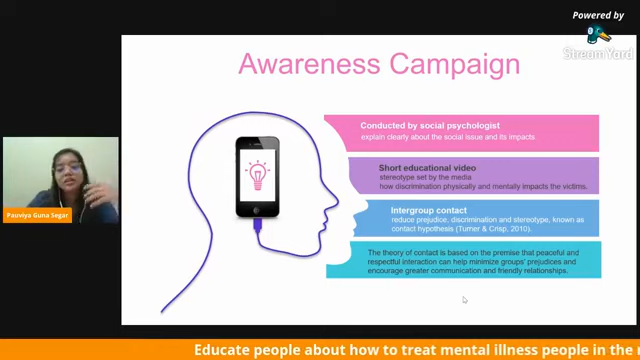 Powered by
StreamYard
Awareness Campaign
Conducted by social psychologist
explain clearly about the social issue and its impacts.
Short educational video
stereotype set by the media
how discrimination physically and mentally impacts the victims.
Intergroup contact
reduce prejudice, discrimination and stereotype, known as
contact hypothesis (Turner & Crisp, 2010).
The theory of contact is based on the premise that peaceful and
respectful interaction can help minimize groups' prejudices and
encourage greater communication and friendly relationships.
Pauviya Guna Segar
Educate people about how to treat mental illness people in the